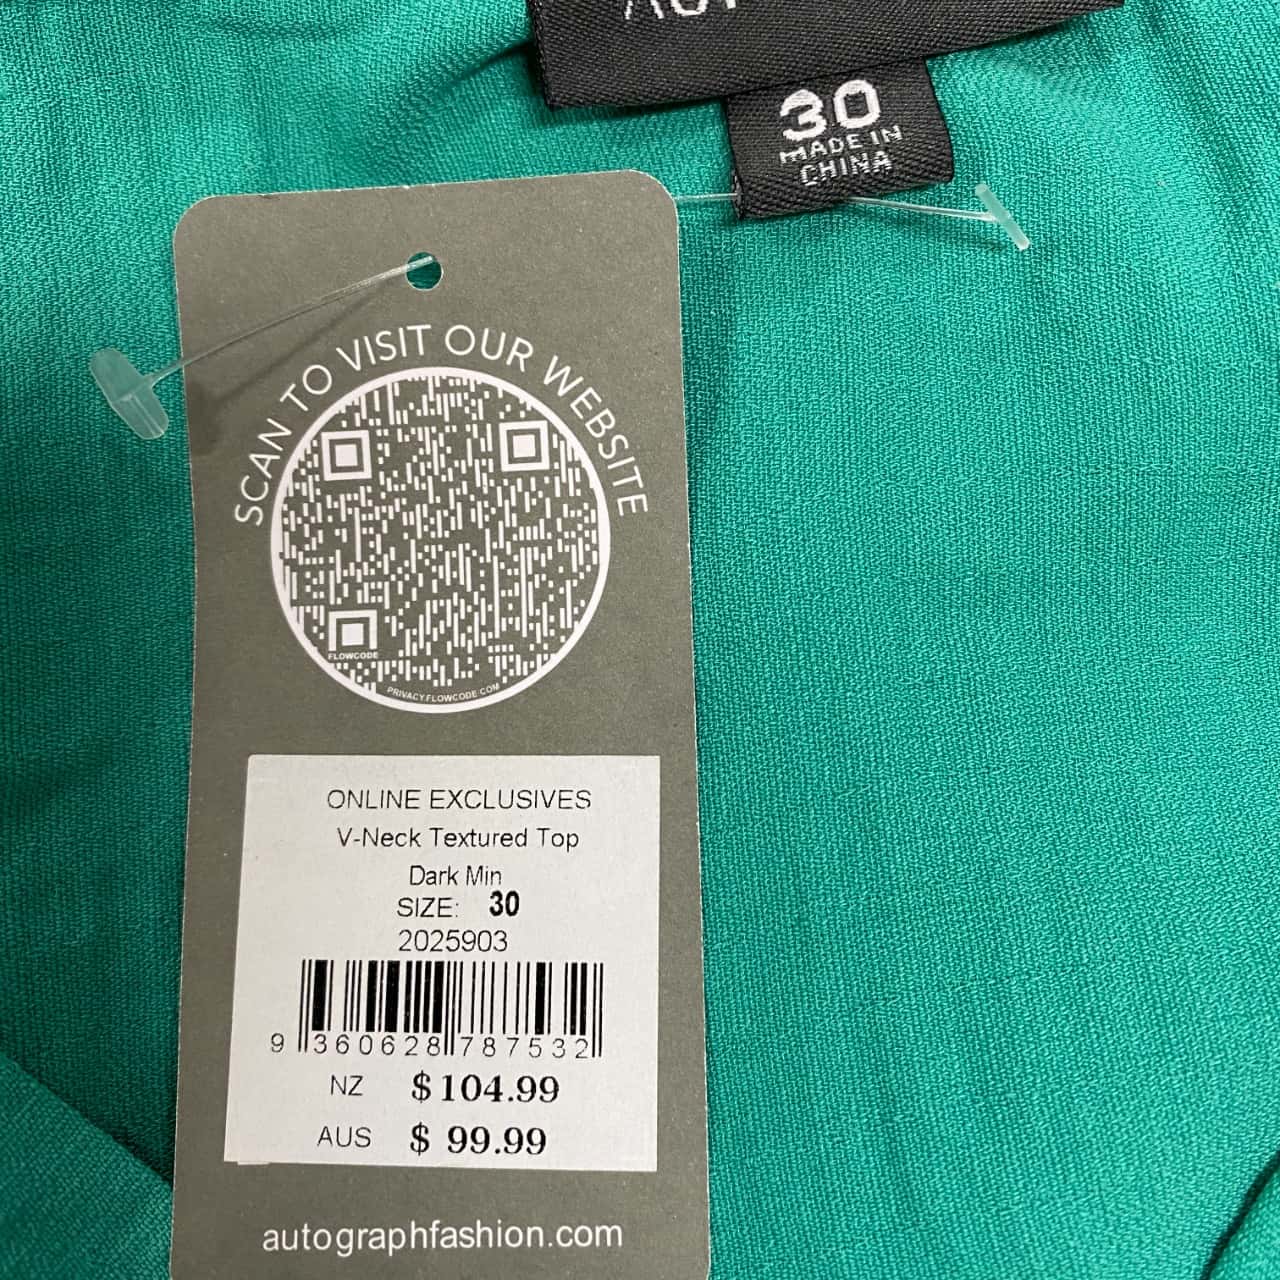 30
MADE IN
CHINA
SCAN TO VISIT OUR WEBSITE
FLOWCODE
PRIVACY.FLOWCODE.COM
ONLINE EXCLUSIVES
V-Neck Textured Top
Dark Min
SIZE: 30
2025903
9 360628 787532
NZ $104.99
AUS $ 99.99
autographfashion.com